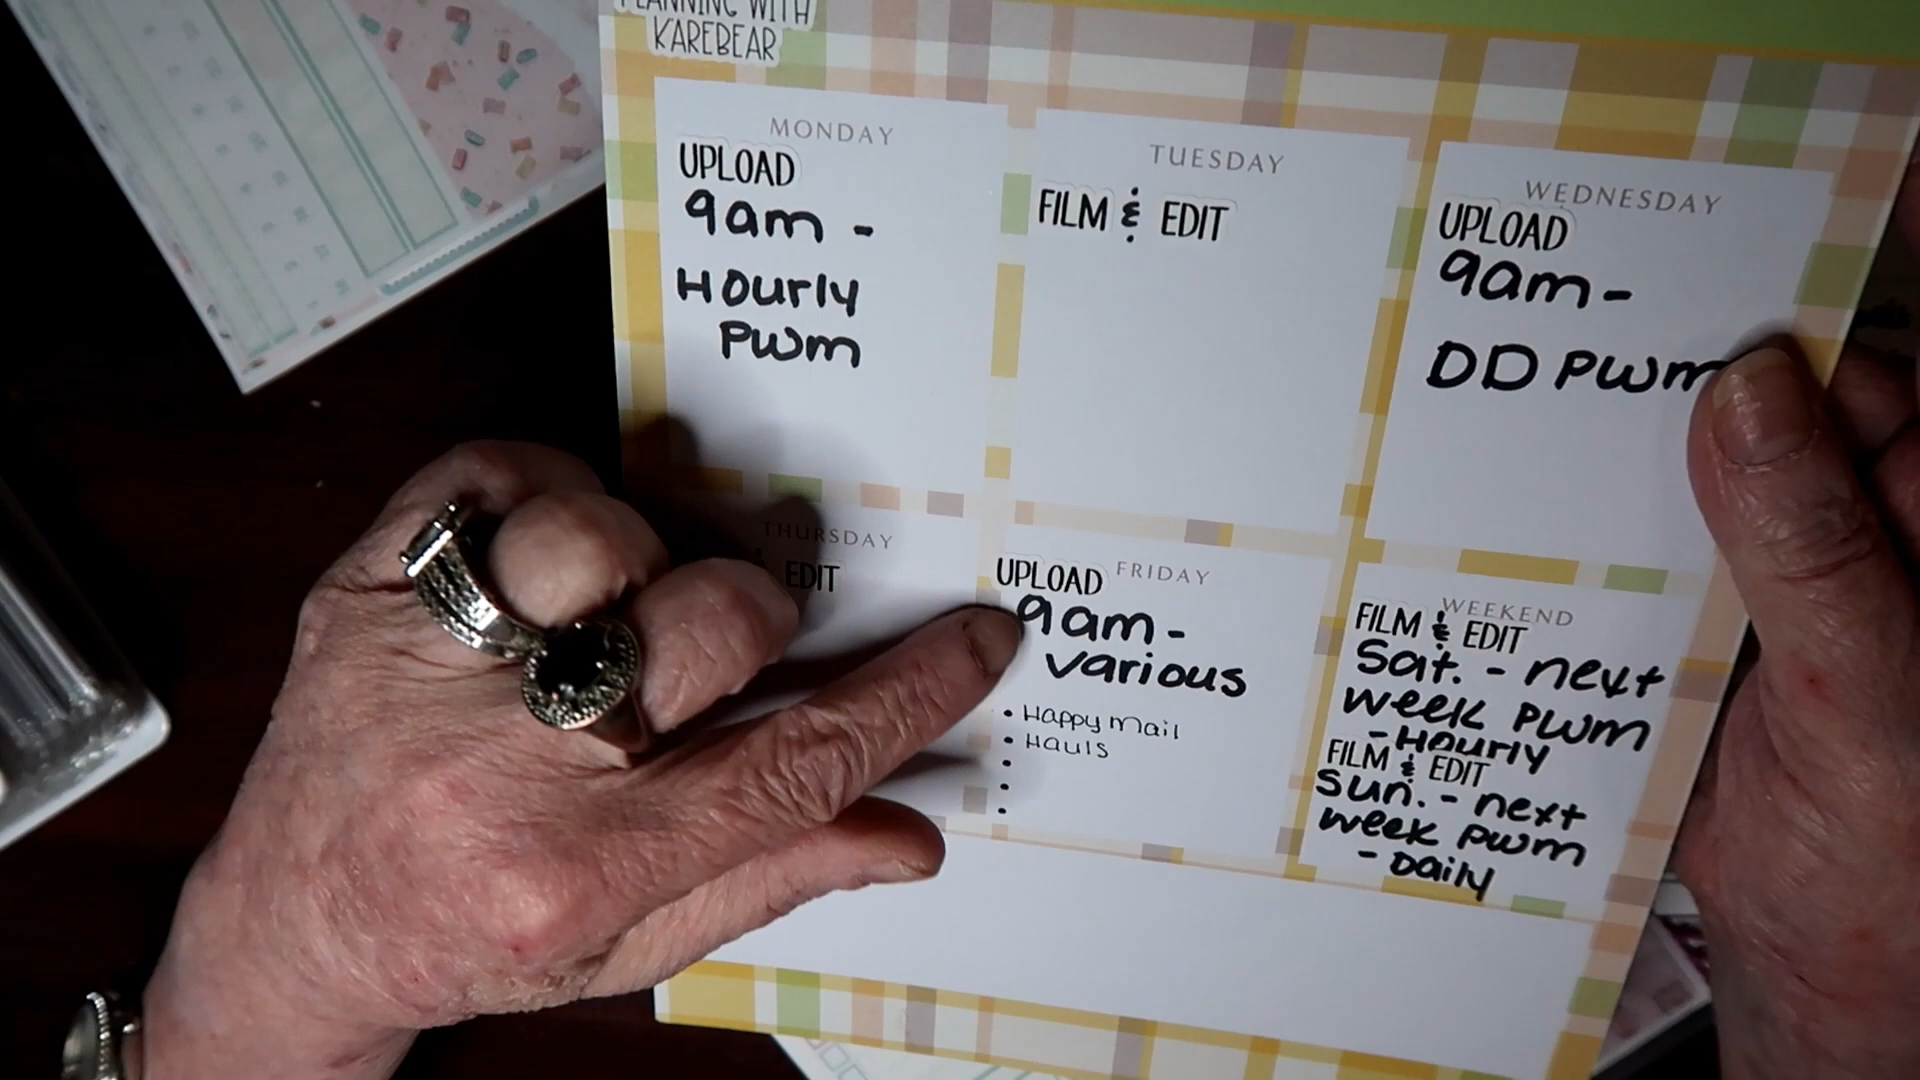 PLANNING WITH
KAREBEAR
MONDAY
UPLOAD
9am -
Hourly
PWM
TUESDAY
FILM & EDIT
WEDNESDAY
UPLOAD
9am -
DD PWM
THURSDAY
EDIT
FRIDAY
UPLOAD
9am -
various
• Happy Mail
• Hauls
•
•
•
WEEKEND
FILM & EDIT
Sat. - next
week PWM
- Hourly
FILM & EDIT
Sun. - next
week PWM
- Daily